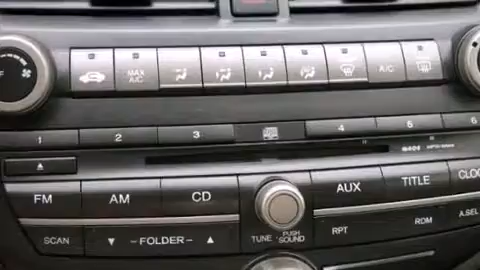 MAX
A/C
A/C
1 2 3 4 5 6
FM AM CD AUX TITLE CLOC
SCAN ▼ -FOLDER- ▲ TUNE PUSH SOUND RPT RDM A.SEL